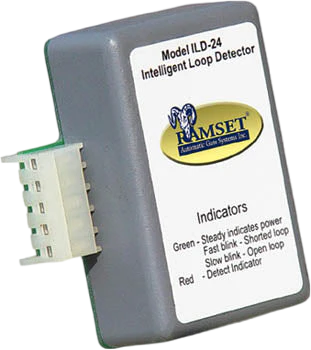 Model ILD-24
Intelligent Loop Detector
RAMSET
Automatic Gate Systems Inc.
Indicators
Green - Steady indicates power
Fast blink - Shorted loop
Slow blink - Open loop
Red - Detect Indicator